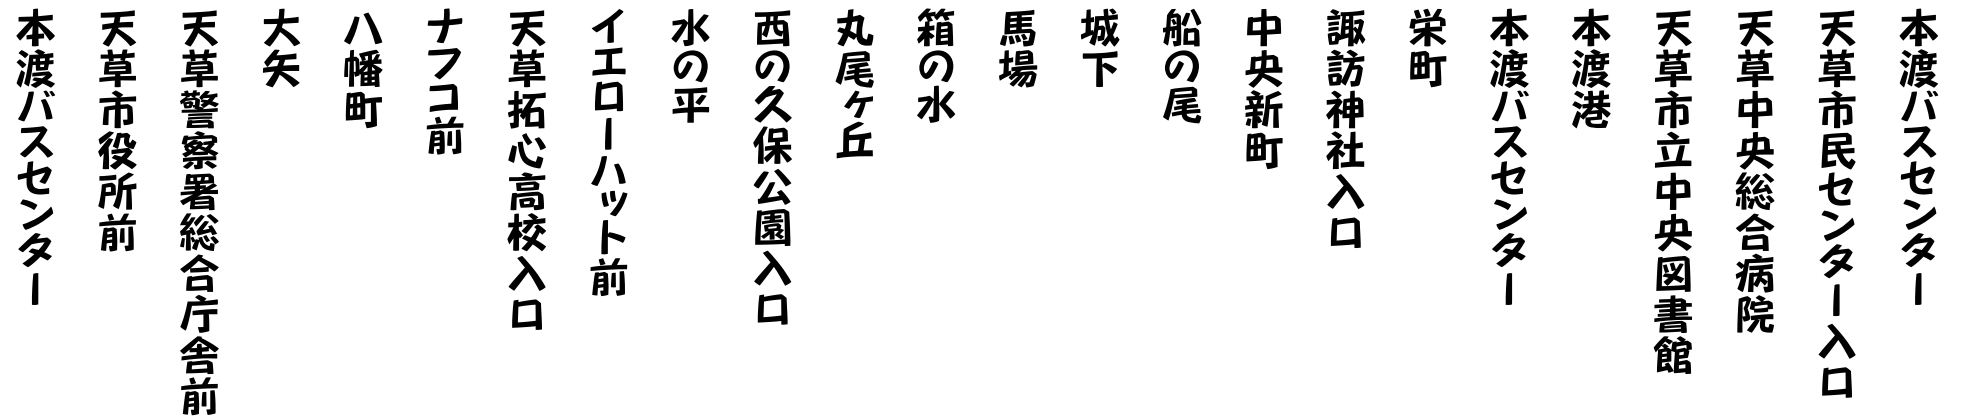 本渡バスセンター
天草市民センター入口
天草中央総合病院
天草市立中央図書館
本渡港
本渡バスセンター
栄町
諏訪神社入口
中央新町
船の尾
城下
馬場
箱の水
丸尾ヶ丘
西の久保公園入口
水の平
イエローハット前
天草拓心高校入口
ナフコ前
八幡町
大矢
天草警察署総合庁舎前
天草市役所前
本渡バスセンター